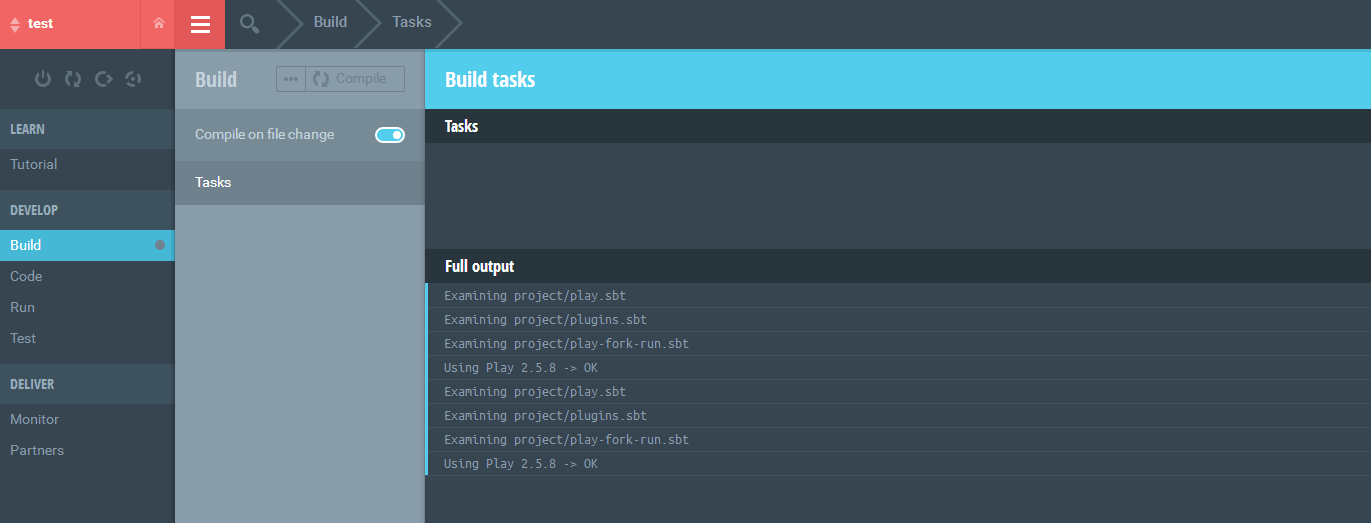 test
Build
Tasks
LEARN
Tutorial
DEVELOP
Build
Code
Run
Test
DELIVER
Monitor
Partners
Build
Compile
Compile on file change
Tasks
Build tasks
Tasks
Full output
Examining project/play.sbt
Examining project/plugins.sbt
Examining project/play-fork-run.sbt
Using Play 2.5.8 -> OK
Examining project/play.sbt
Examining project/plugins.sbt
Examining project/play-fork-run.sbt
Using Play 2.5.8 -> OK